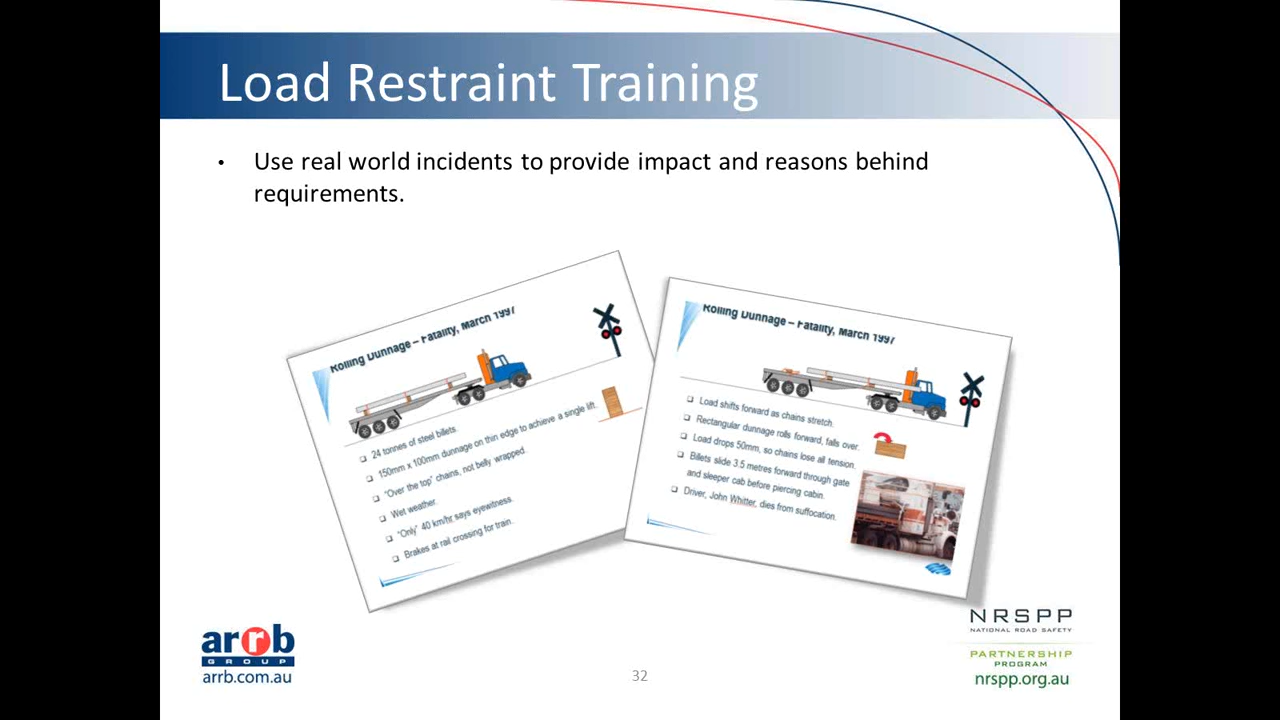 Load Restraint Training
• Use real world incidents to provide impact and reasons behind
requirements.
Rolling Dunnage – Fatality, March 1997
24 tonnes of steel billets.
150mm x 100mm dunnage on thin edge to achieve a single lift.
“Over the top” chains, not belly wrapped.
Wet weather.
“Only” 40 km/hr says eyewitness.
Brakes at rail crossing for train.
Rolling Dunnage – Fatality, March 1997
Load shifts forward as chains stretch.
Rectangular dunnage rolls forward, falls over.
Load drops 50mm, so chains lose all tension.
Billets slide 3.5 metres forward through gate
and sleeper cab before piercing cabin.
Driver, John Whitter, dies from suffocation.
arrb
GROUP
arrb.com.au
32
NRSPP
NATIONAL ROAD SAFETY
PARTNERSHIP
PROGRAM
nrspp.org.au